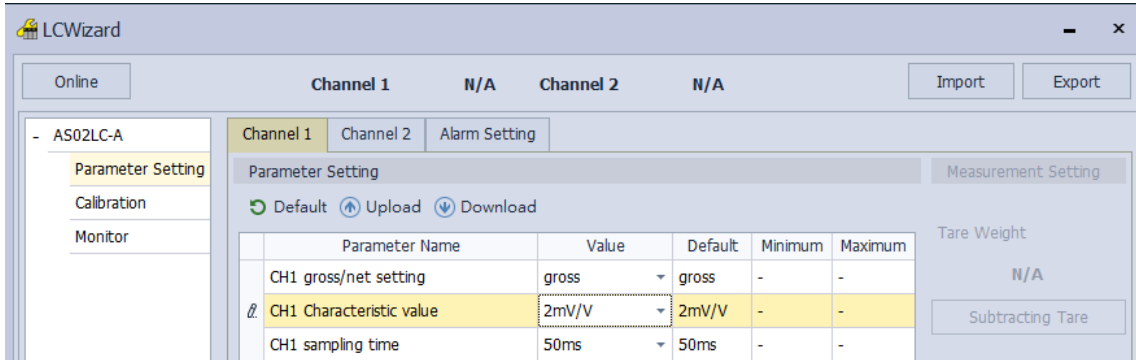 LCWizard
Online Channel 1 N/A Channel 2 N/A Import Export
- AS02LC-A
Parameter Setting
Calibration
Monitor
Channel 1 Channel 2 Alarm Setting
Parameter Setting
Default Upload Download
Parameter Name Value Default Minimum Maximum
CH1 gross/net setting gross gross - -
CH1 Characteristic value 2mV/V 2mV/V - -
CH1 sampling time 50ms 50ms - -
Measurement Setting
Tare Weight
N/A
Subtracting Tare